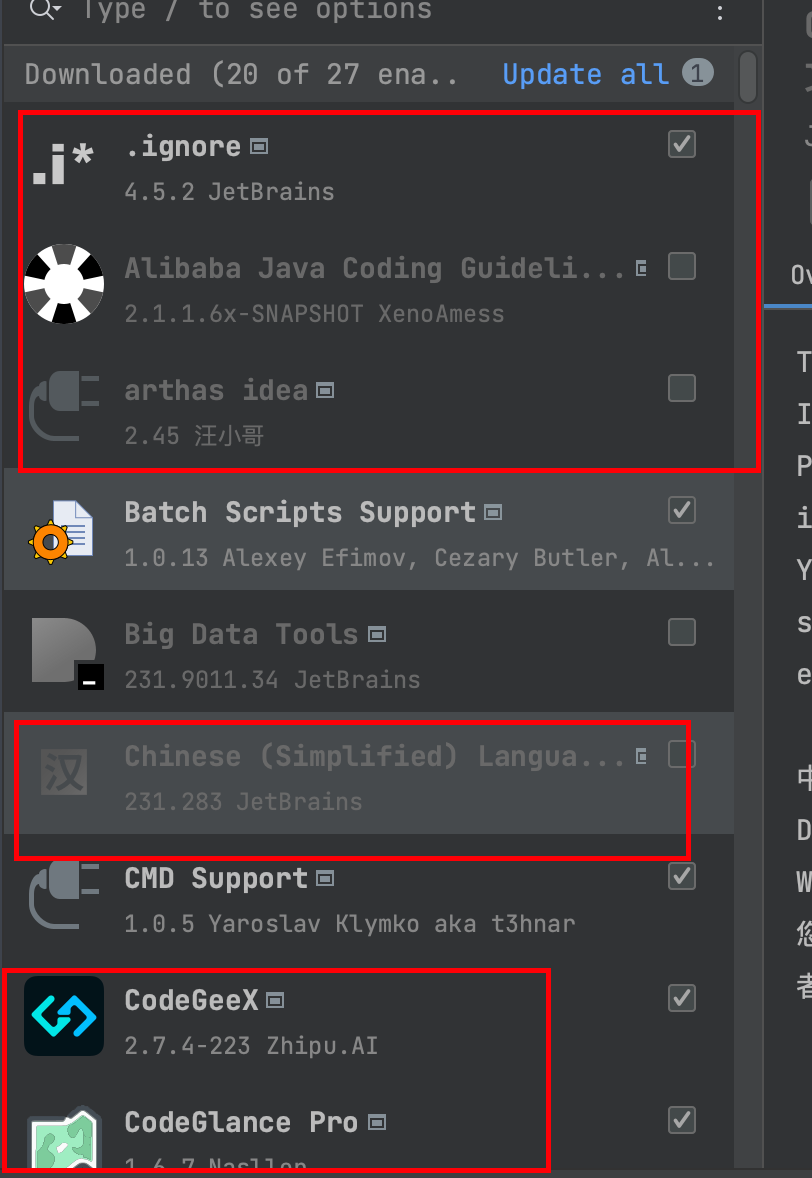 Type / to see options
Downloaded (20 of 27 ena.. Update all 1
.i* .ignore
4.5.2 JetBrains
Alibaba Java Coding Guideli...
2.1.1.6x-SNAPSHOT XenoAmess
arthas idea
2.45 汪小哥
Batch Scripts Support
1.0.13 Alexey Efimov, Cezary Butler, Al...
Big Data Tools
231.9011.34 JetBrains
汉 Chinese (Simplified) Langua...
231.283 JetBrains
CMD Support
1.0.5 Yaroslav Klymko aka t3hnar
CodeGeeX
2.7.4-223 Zhipu.AI
CodeGlance Pro
1.6.7 Nasller
Ov
T
I
P
i
Y
s
e
中
D
W
您
者